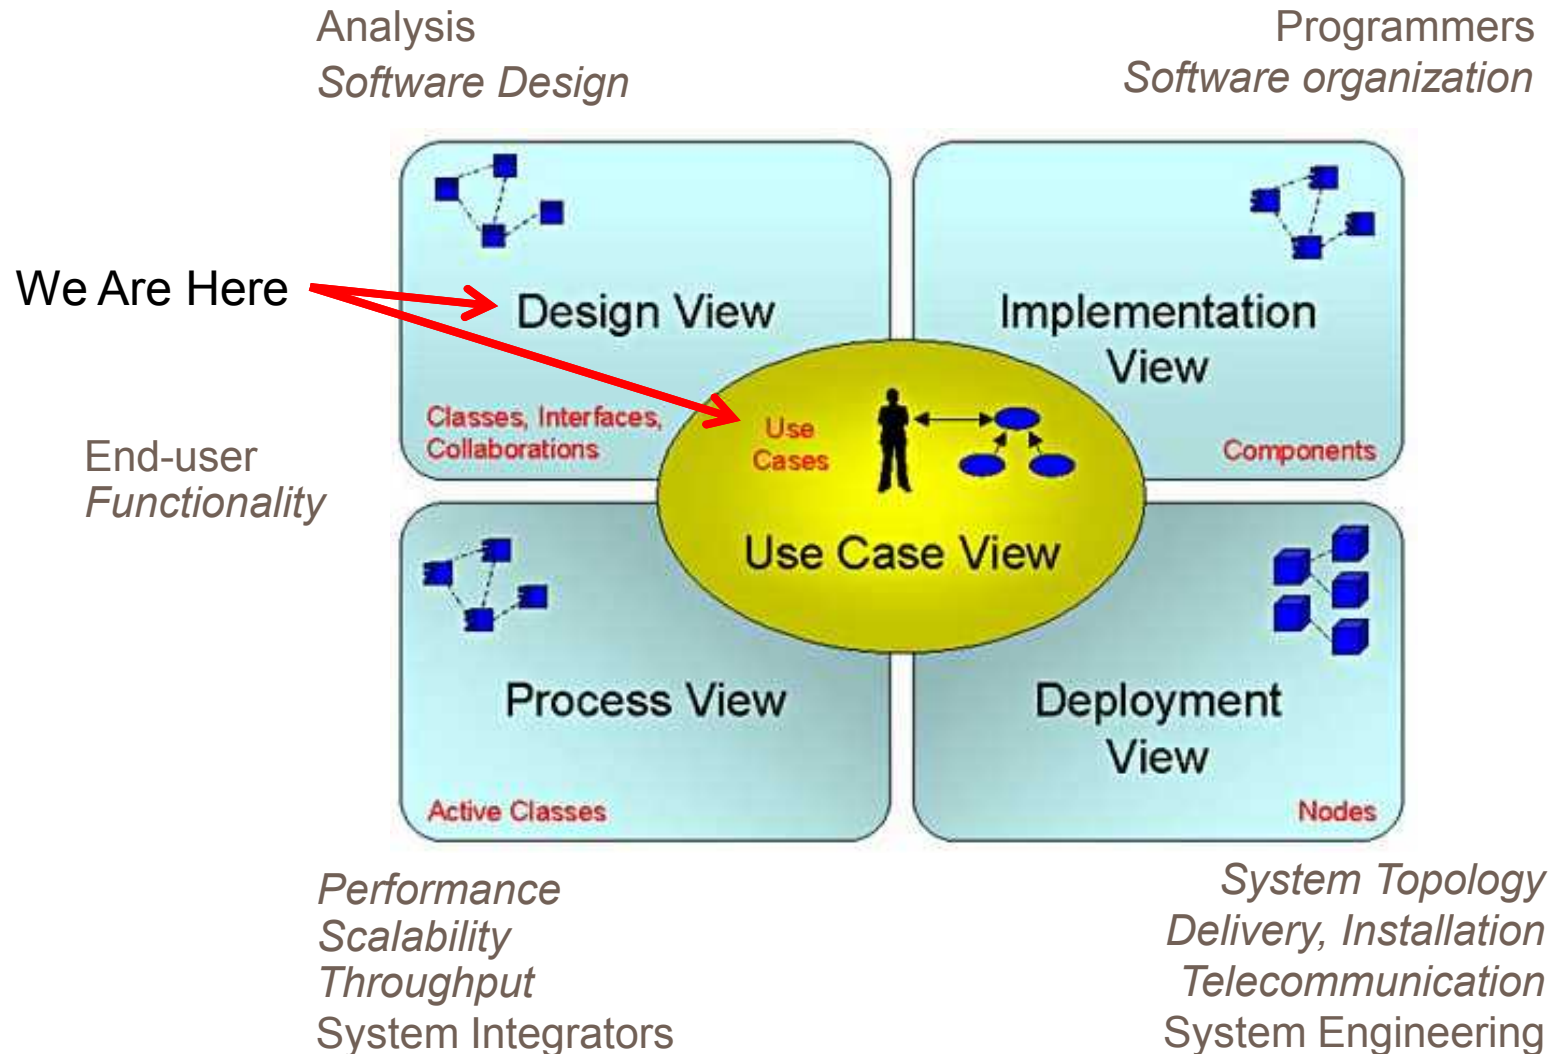 Analysis
Software Design
Programmers
Software organization
We Are Here
Design View
Classes, Interfaces,
Collaborations
Implementation
View
Components
End-user
Functionality
Use
Cases
Use Case View
Process View
Active Classes
Deployment
View
Nodes
Performance
Scalability
Throughput
System Integrators
System Topology
Delivery, Installation
Telecommunication
System Engineering